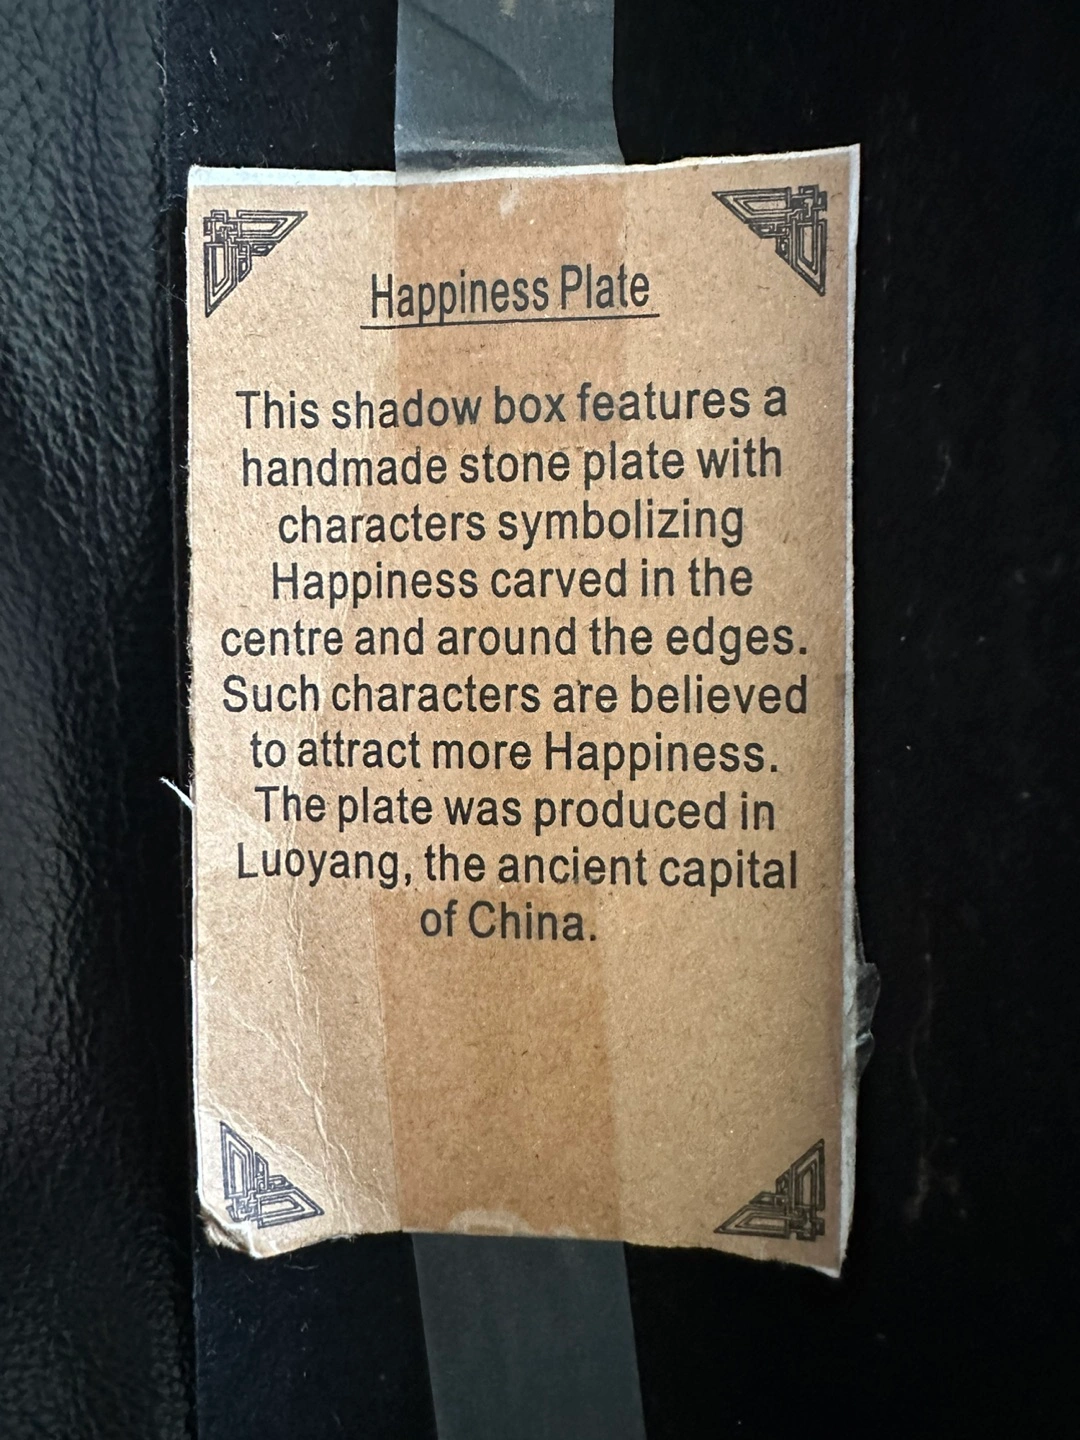 Happiness Plate
This shadow box features a
handmade stone plate with
characters symbolizing
Happiness carved in the
centre and around the edges.
Such characters are believed
to attract more Happiness.
The plate was produced in
Luoyang, the ancient capital
of China.